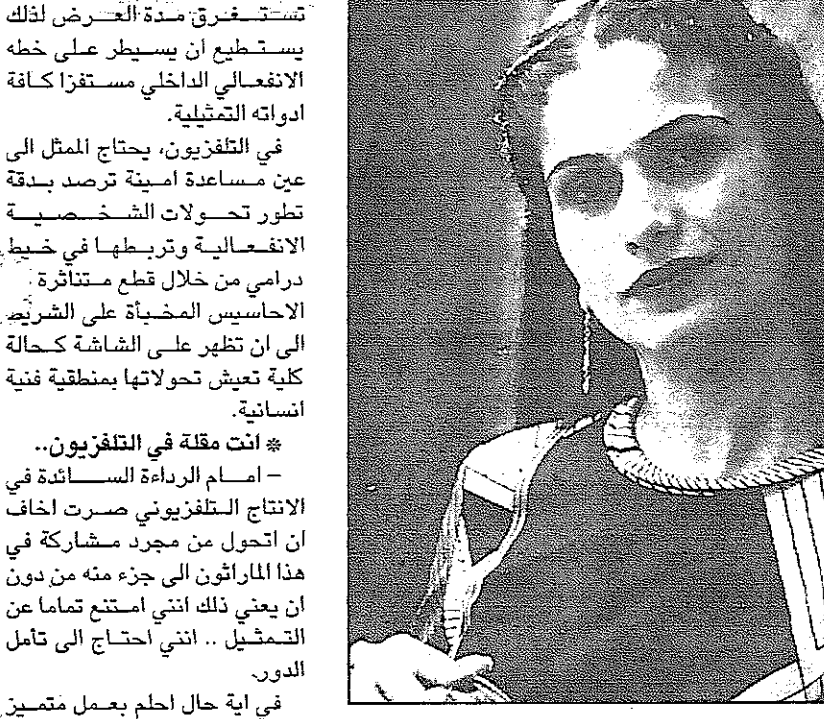 تستغرق مدة العرض لذلك
يستطيع ان يسيطر على خطه
الانفعالي الداخلي مستفزا كافة
ادواته التمثيلية.
في التلفزيون، يحتاج الممثل الى
عين مساعدة امينة ترصد بدقة
تطور تحولات الشخصية
الانفعالية وتربطها في خيط
درامي من خلال قطع متناثرة
الاحاسيس المخبأة على الشريط
الى ان تظهر على الشاشة كحالة
كلية تعيش تحولاتها بمنطقية فنية
انسانية.
* انت مقلة في التلفزيون..
– امام الرداءة السائدة في
الانتاج التلفزيوني صرت اخاف
ان اتحول من مجرد مشاركة في
هذا الماراثون الى جزء منه من دون
ان يعني ذلك انني امتنع تماما عن
التمثيل .. انني احتاج الى تأمل
الدور.
في اية حال احلم بعمل متميز